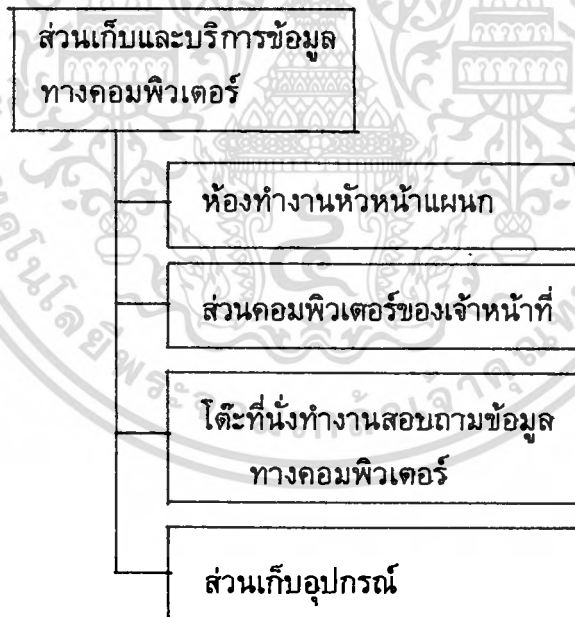 ส่วนเก็บและบริการข้อมูล
ทางคอมพิวเตอร์
ห้องทำงานหัวหน้าแผนก
ส่วนคอมพิวเตอร์ของเจ้าหน้าที่
โต๊ะที่นั่งทำงานสอบถามข้อมูล
ทางคอมพิวเตอร์
ส่วนเก็บอุปกรณ์